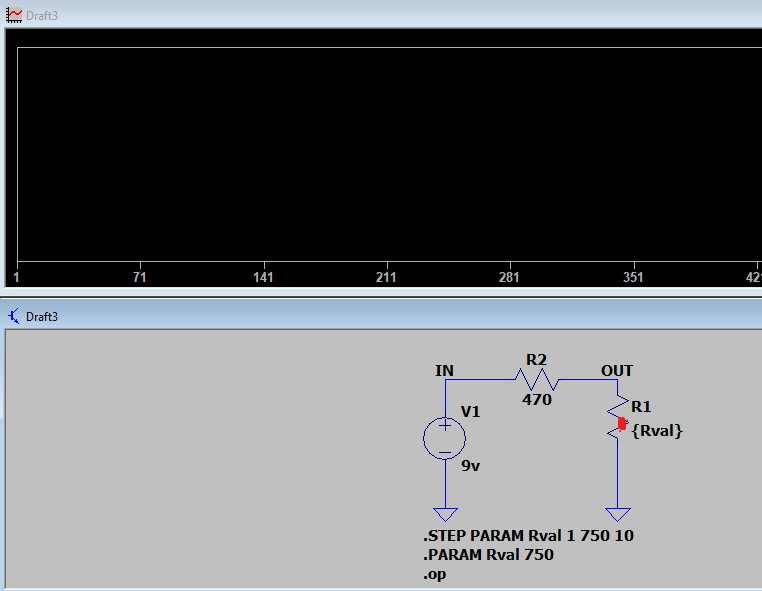 Draft3
1 71 141 211 281 351 42
Draft3
R2
IN OUT
470
R1
V1
{Rval}
9v
.STEP PARAM Rval 1 750 10
.PARAM Rval 750
.op